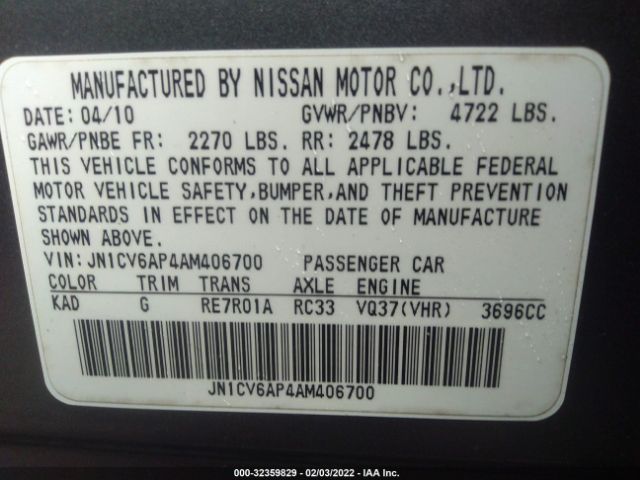 MANUFACTURED BY NISSAN MOTOR CO.,LTD.
DATE: 04/10 GVWR/PNBV: 4722 LBS.
GAWR/PNBE FR: 2270 LBS. RR: 2478 LBS.
THIS VEHICLE CONFORMS TO ALL APPLICABLE FEDERAL
MOTOR VEHICLE SAFETY,BUMPER,AND THEFT PREVENTION
STANDARDS IN EFFECT ON THE DATE OF MANUFACTURE
SHOWN ABOVE.
VIN:JN1CV6AP4AM406700 PASSENGER CAR
COLOR TRIM TRANS AXLE ENGINE
KAD G RE7R01A RC33 VQ37(VHR) 3696CC
JN1CV6AP4AM406700
000-32359829 - 02/03/2022 - IAA Inc.